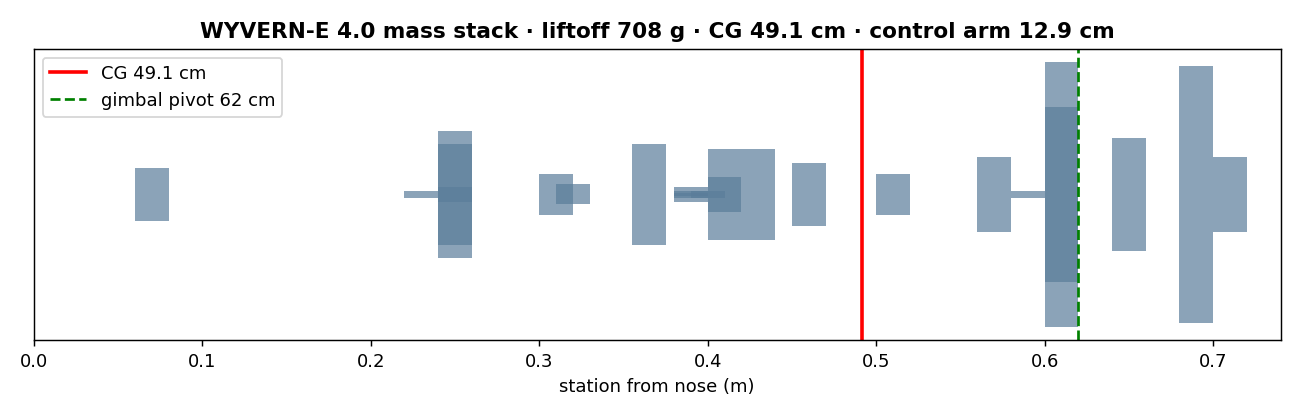 WYVERN-E 4.0 mass stack · liftoff 708 g · CG 49.1 cm · control arm 12.9 cm
CG 49.1 cm
gimbal pivot 62 cm
0.0 0.1 0.2 0.3 0.4 0.5 0.6 0.7
station from nose (m)